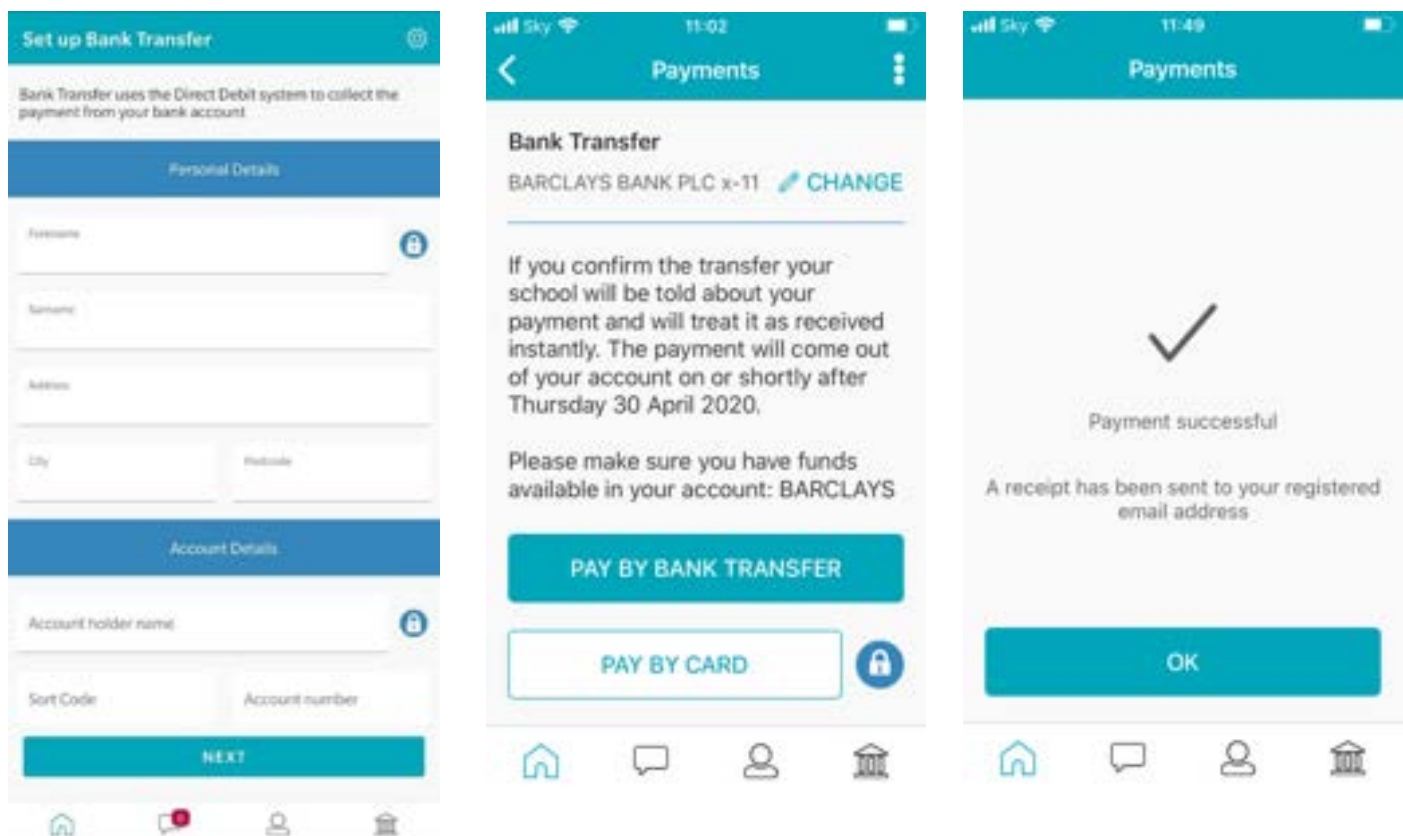 Set up Bank Transfer
Bank Transfer uses the Direct Debit system to collect the
payment from your bank account
Personal Details
Forename
Surname
Address
City
Postcode
Account Details
Account holder name
Sort Code
Account number
NEXT
Sky
11:02
Payments
Bank Transfer
BARCLAYS BANK PLC x-11
CHANGE
If you confirm the transfer your
school will be told about your
payment and will treat it as received
instantly. The payment will come out
of your account on or shortly after
Thursday 30 April 2020.
Please make sure you have funds
available in your account: BARCLAYS
PAY BY BANK TRANSFER
PAY BY CARD
Sky
11:49
Payments
Payment successful
A receipt has been sent to your registered
email address
OK